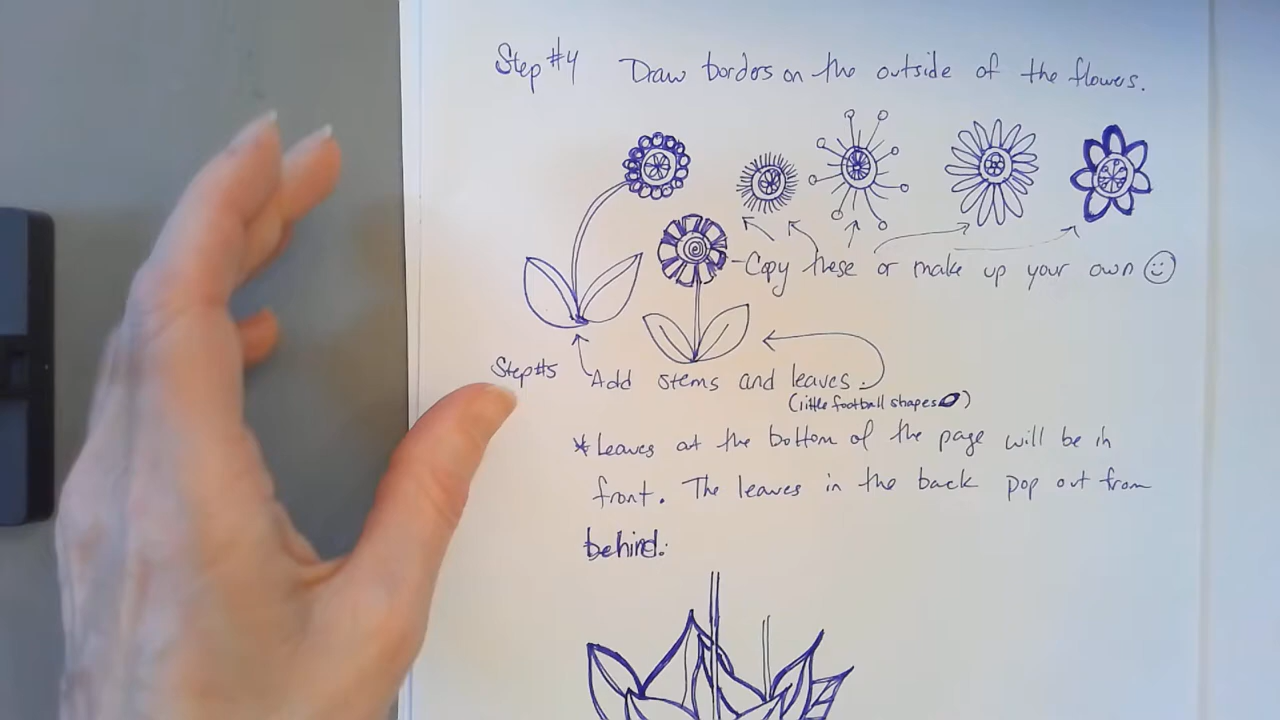 Step #4 Draw borders on the outside of the flowers.
Copy these or make up your own
Step #5 Add stems and leaves.
(little football shapes )
*Leaves at the bottom of the page will be in
front. The leaves in the back pop out from
behind.